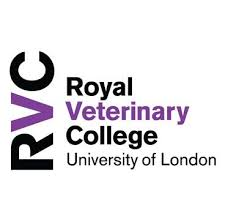 RVC
Royal
Veterinary
College
University of London